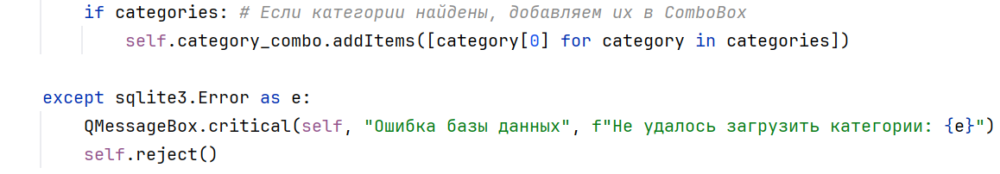 if categories: # Если категории найдены, добавляем их в ComboBox
self.category_combo.addItems([category[0] for category in categories])
except sqlite3.Error as e:
QMessageBox.critical(self, "Ошибка базы данных", f"Не удалось загрузить категории: {e}")
self.reject()